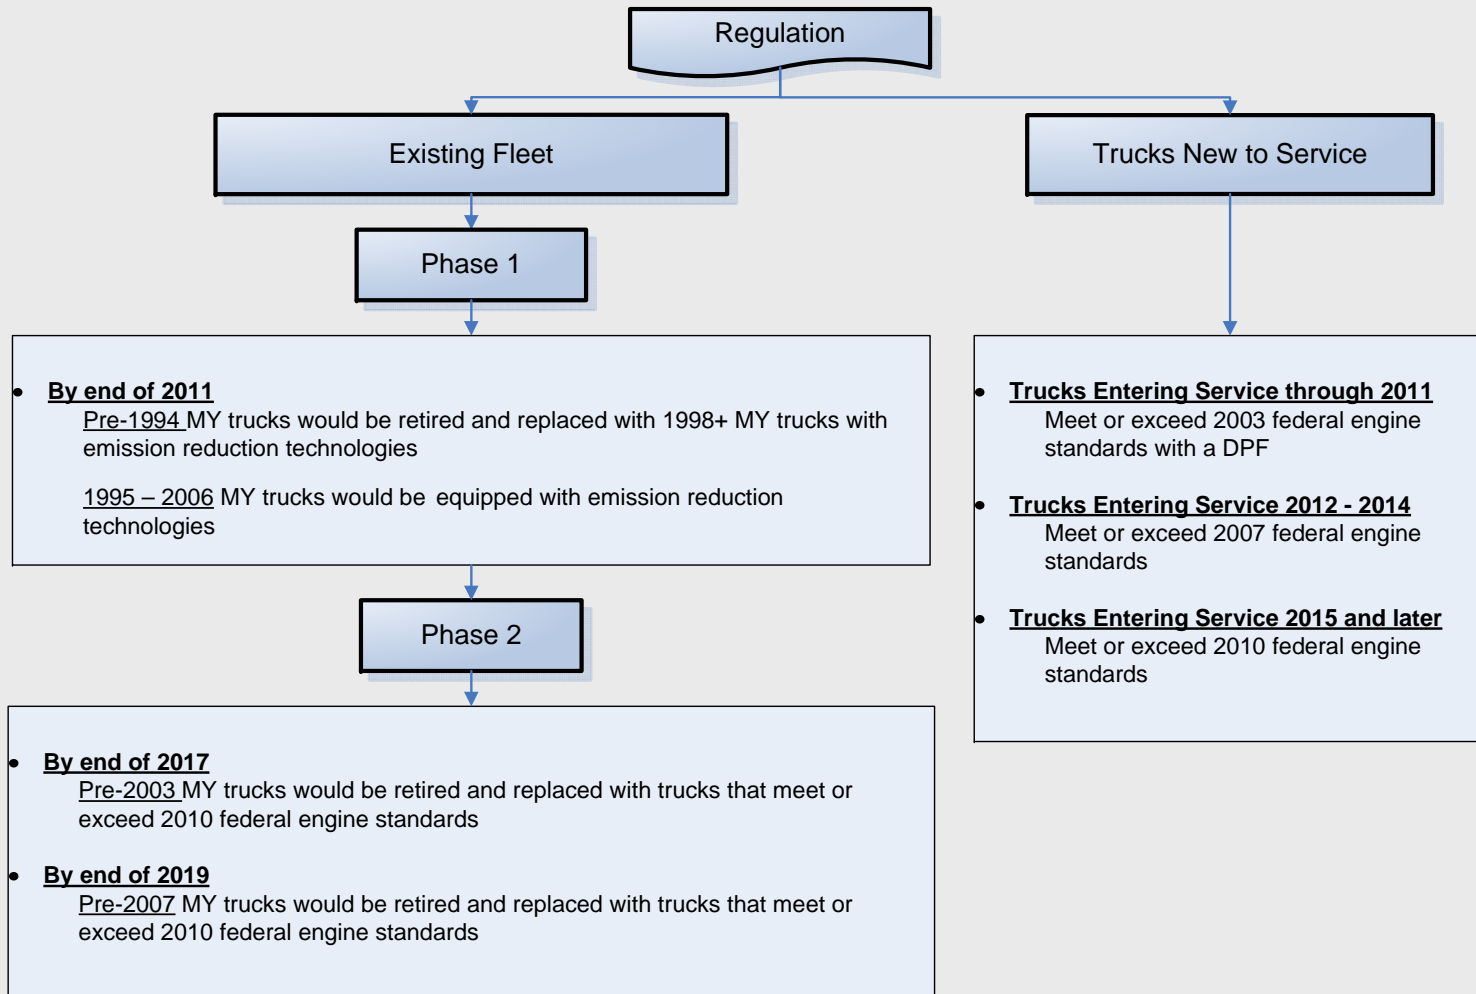 Regulation
Existing Fleet
Trucks New to Service
Phase 1
• By end of 2011
Pre-1994 MY trucks would be retired and replaced with 1998+ MY trucks with
emission reduction technologies
1995 – 2006 MY trucks would be equipped with emission reduction
technologies
Phase 2
• By end of 2017
Pre-2003 MY trucks would be retired and replaced with trucks that meet or
exceed 2010 federal engine standards
• By end of 2019
Pre-2007 MY trucks would be retired and replaced with trucks that meet or
exceed 2010 federal engine standards
• Trucks Entering Service through 2011
Meet or exceed 2003 federal engine
standards with a DPF
• Trucks Entering Service 2012 - 2014
Meet or exceed 2007 federal engine
standards
• Trucks Entering Service 2015 and later
Meet or exceed 2010 federal engine
standards